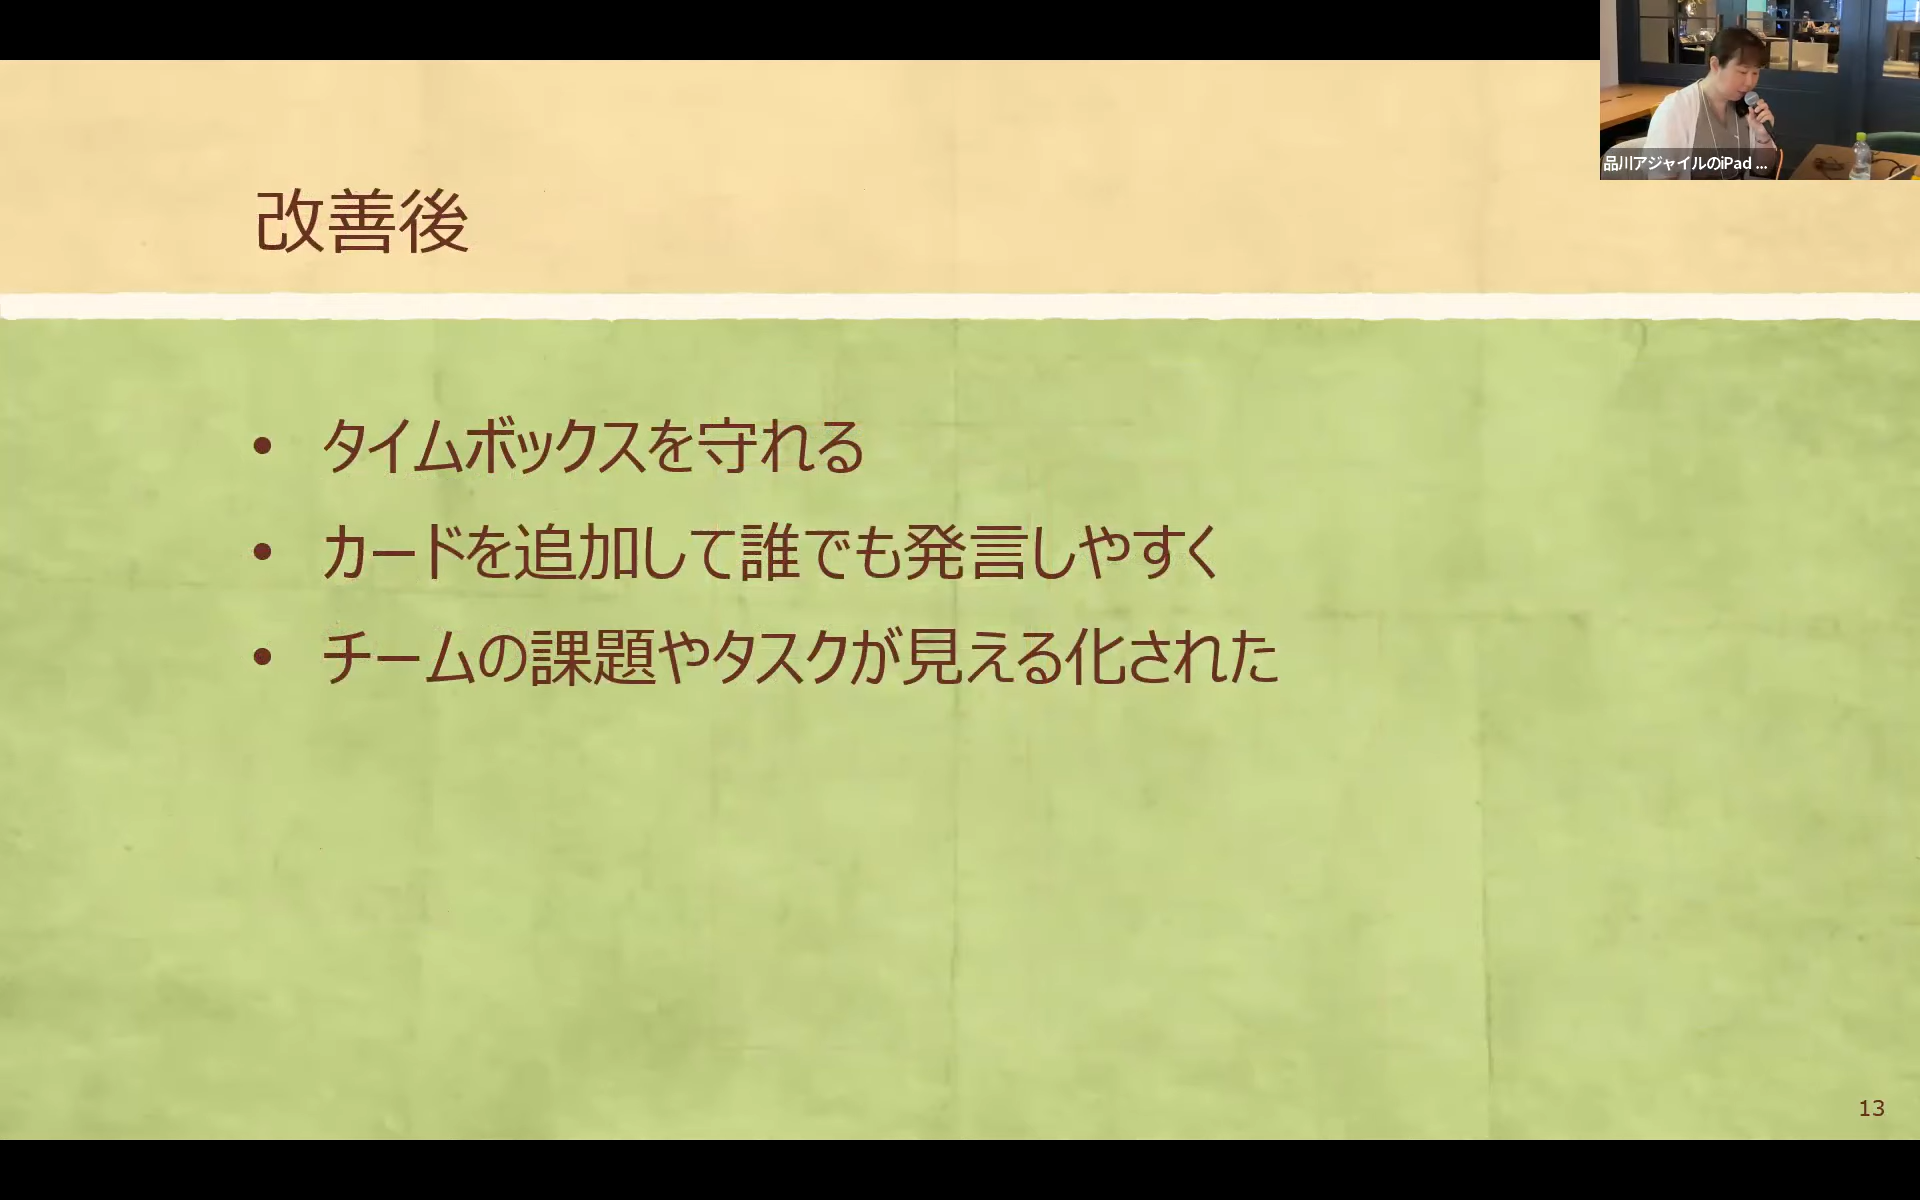 改善後
• タイムボックスを守れる
• カードを追加して誰でも発言しやすく
• チームの課題やタスクが見える化された
品川アジャイルのiPad ...
13